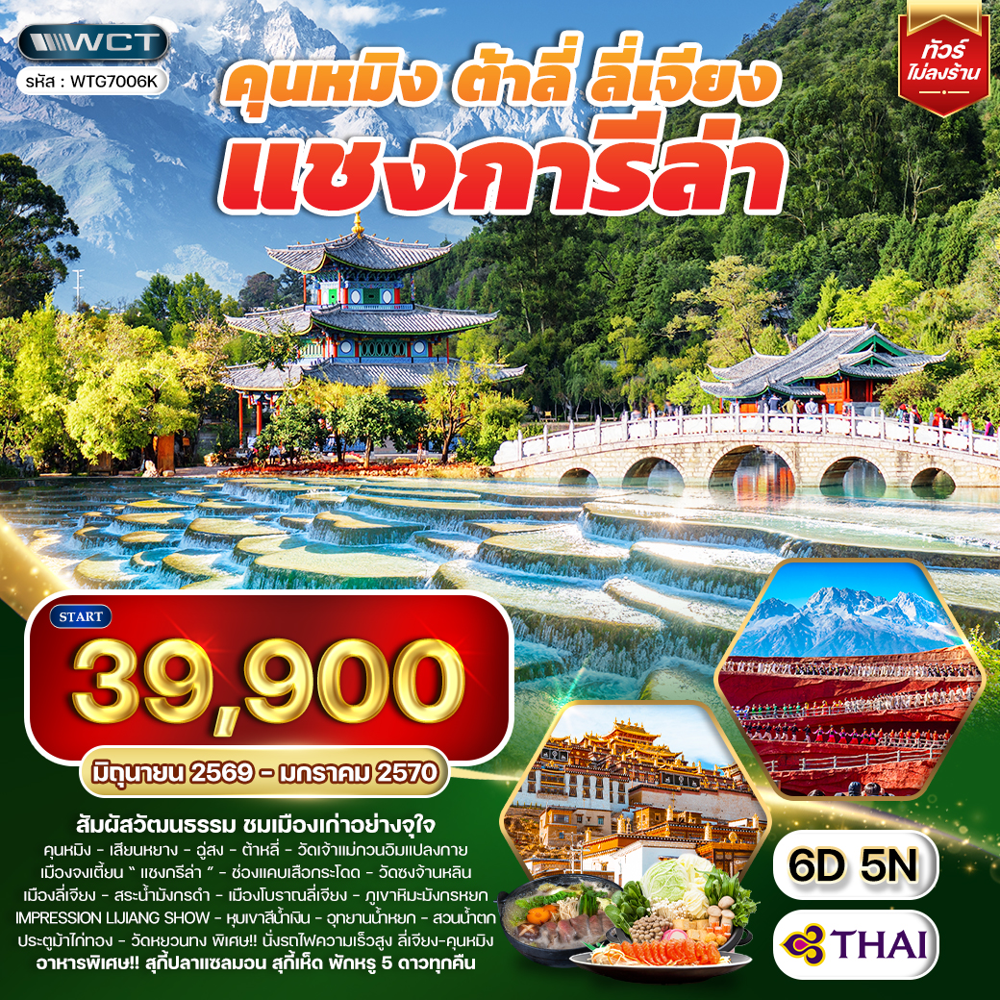 WCT
รหัส : WTG7006K
ทัวร์
ไม่ลงร้าน
คุนหมิง ต้าลี่ ลี่เจียง
แชงการีล่า
START
39,900
มิถุนายน 2569 - มกราคม 2570
สัมผัสวัฒนธรรม ชมเมืองเก่าอย่างจุใจ
คุนหมิง - เสียนหยาง - ฉู่สง - ต้าหลี่ - วัดเจ้าแม่กวนอิมแปลงกาย
เมืองจงเตี้ยน “ แชงกรีล่า ” - ช่องแคบเสือกระโดด - วัดซงจ้านหลิน
เมืองลี่เจียง - สระน้ำมังกรดำ - เมืองโบราณลี่เจียง - ภูเขาหิมะมังกรหยก
IMPRESSION LIJIANG SHOW - หุบเขาสีน้ำเงิน - อุทยานน้ำหยก - สวนน้ำตก
ประตูม้าไก่ทอง - วัดหยวนทง พิเศษ!! นั่งรถไฟความเร็วสูง ลี่เจียง-คุนหมิง
อาหารพิเศษ!! สุกี้ปลาแซลมอน สุกี้เห็ด พักหรู 5 ดาวทุกคืน
6D 5N
THAI